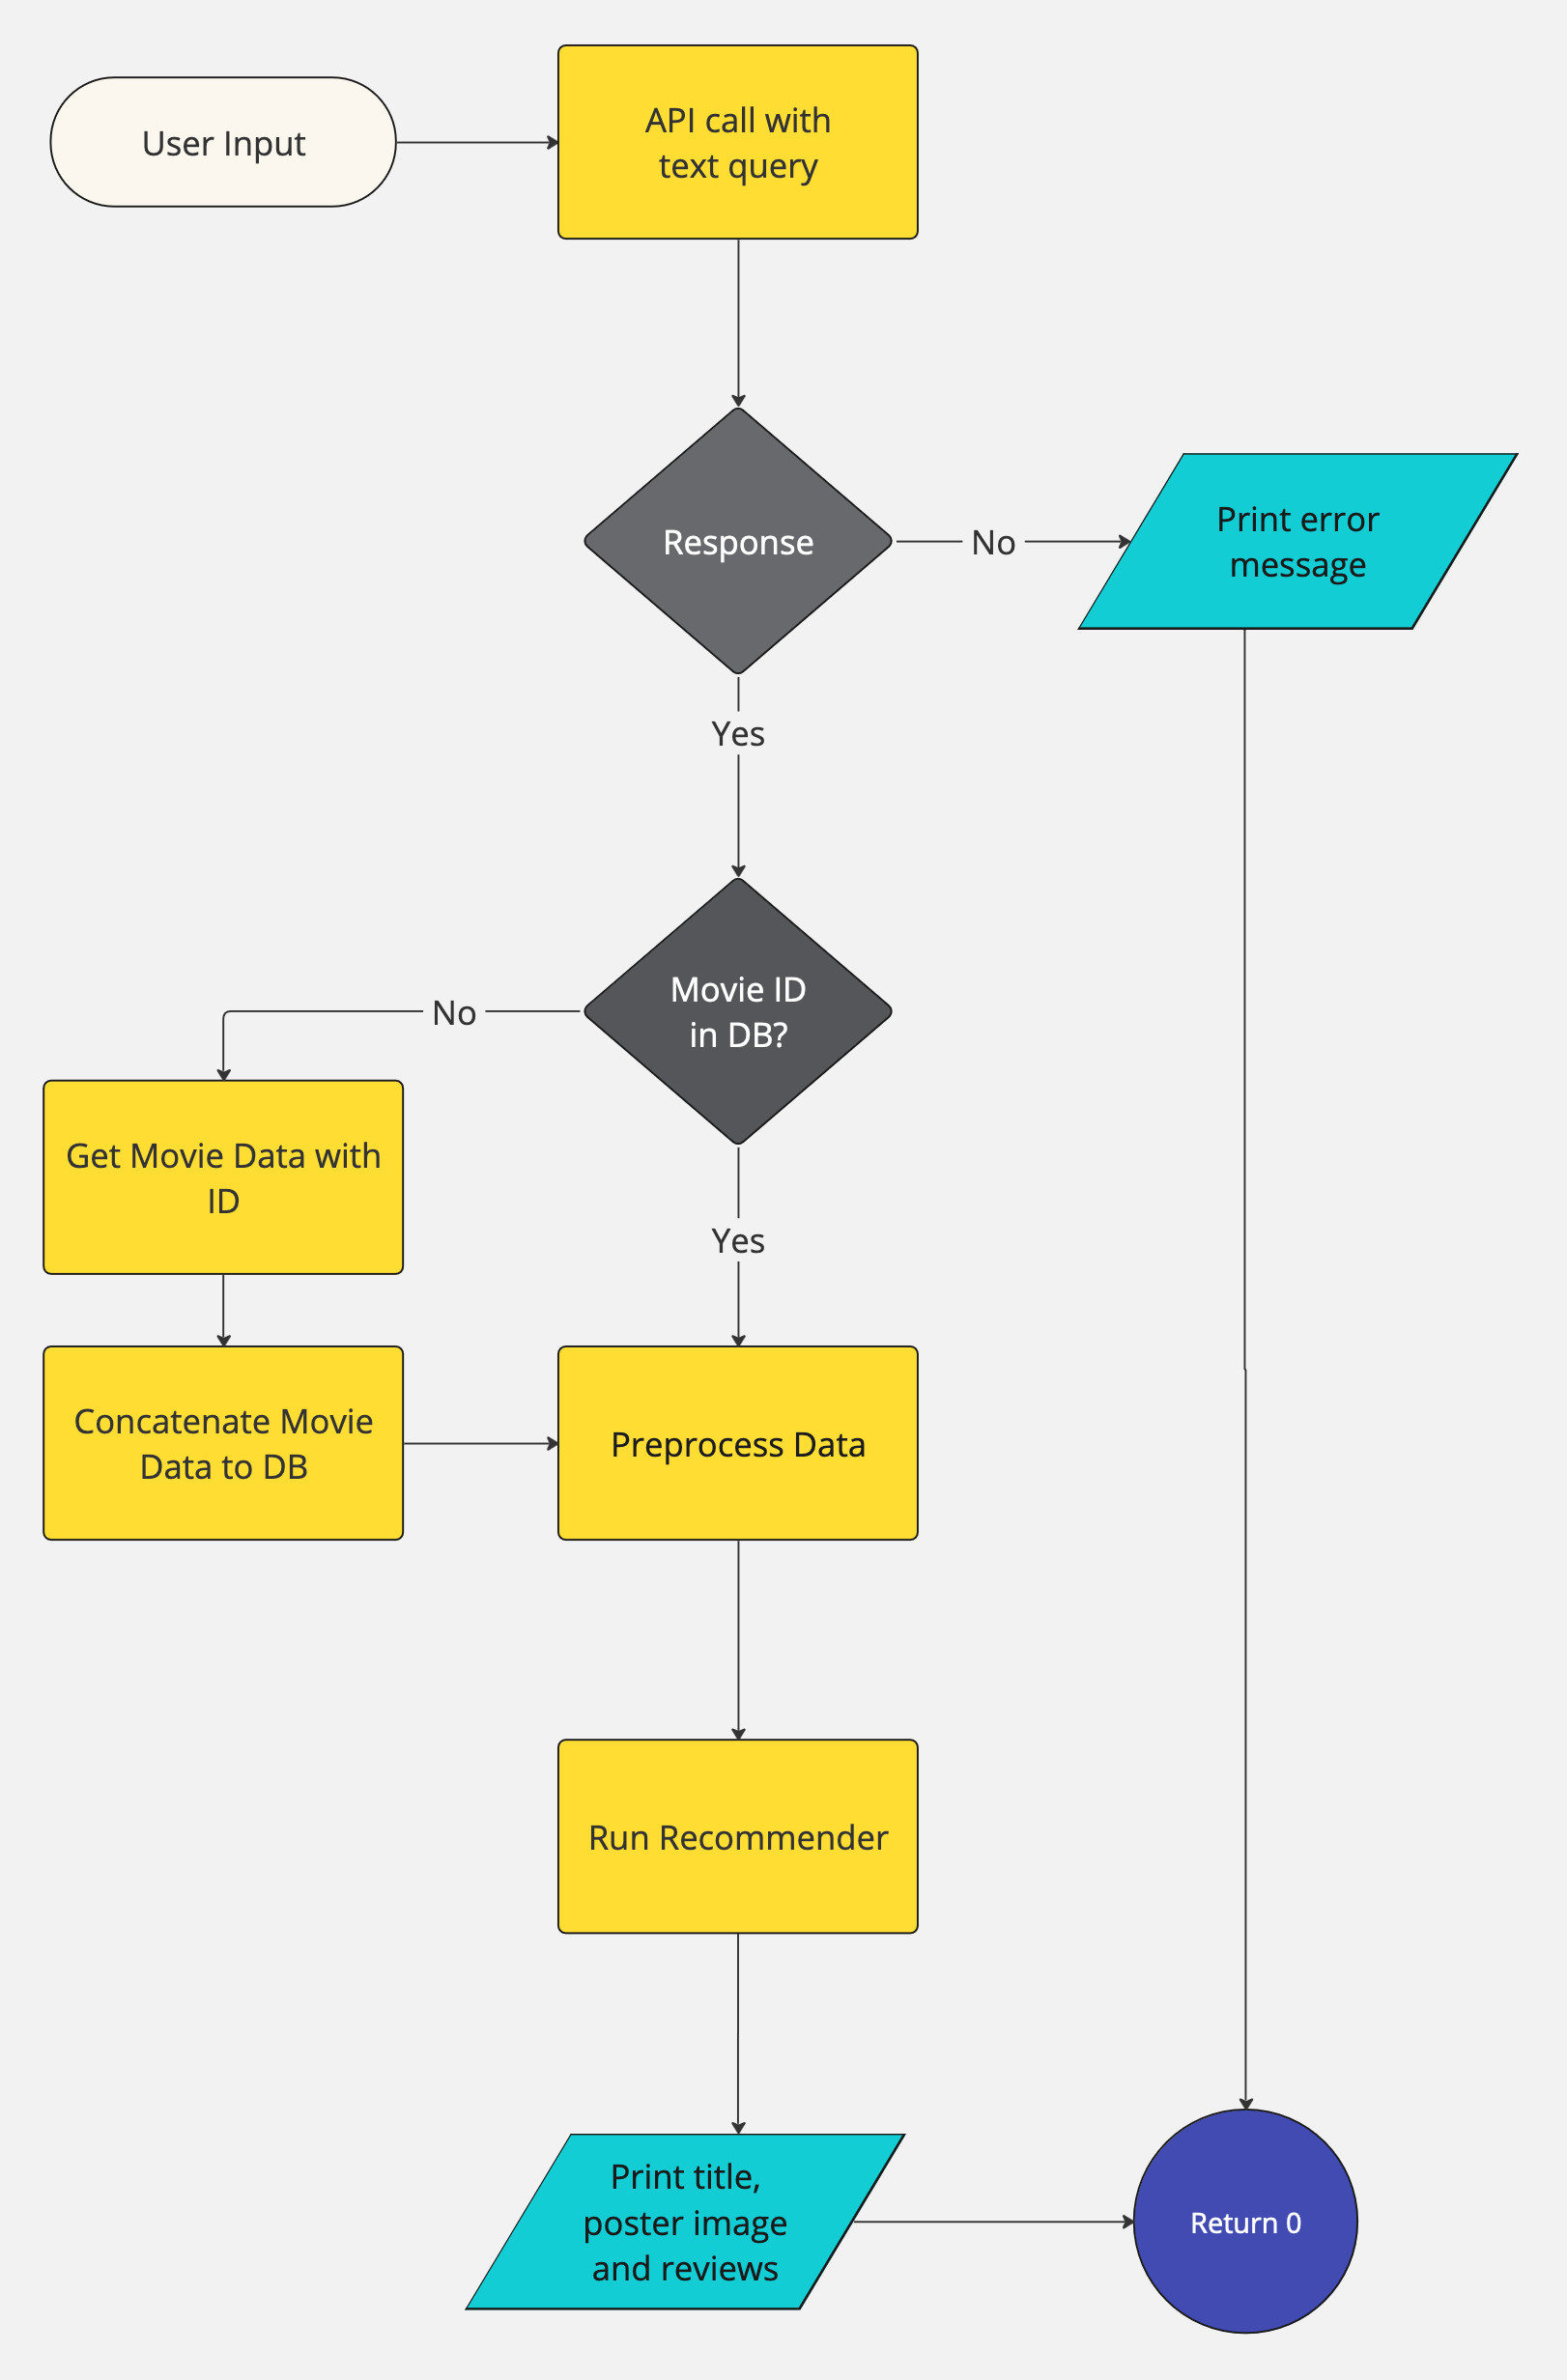 User Input
API call with
text query
Response
No
Print error
message
Yes
Movie ID
in DB?
No
Get Movie Data with
ID
Yes
Concatenate Movie
Data to DB
Preprocess Data
Run Recommender
Print title,
poster image
and reviews
Return 0